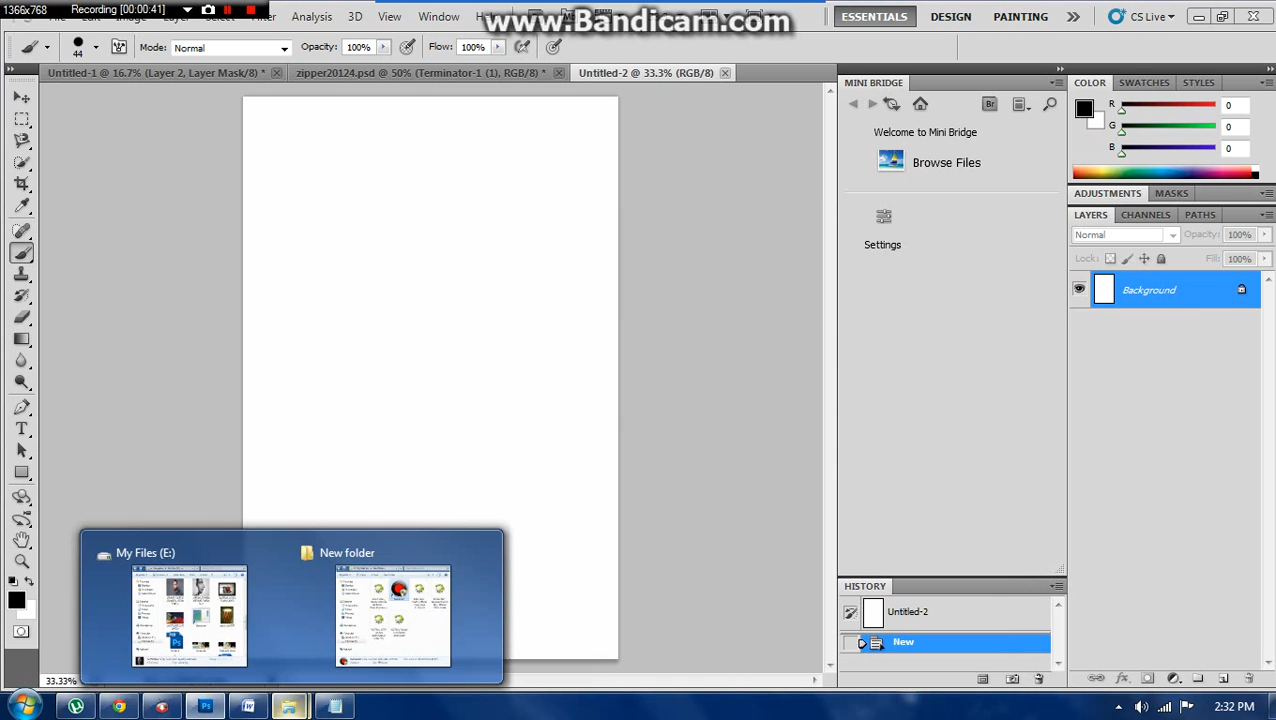 1366x768
Recording [00:00:41]
www.Bandicam.com
Analysis 3D View Window
ESSENTIALS DESIGN PAINTING CS Live
44
Mode: Normal Opacity: 100% Flow: 100%
Untitled-1 @ 16.7% (Layer 2, Layer Mask/8) *
zipper20124.psd @ 50% (Terminator-1 (1), RGB/8) *
Untitled-2 @ 33.3% (RGB/8)
MINI BRIDGE
Br
Welcome to Mini Bridge
Browse Files
Settings
COLOR SWATCHES STYLES
R 0
G 0
B 0
ADJUSTMENTS MASKS
LAYERS CHANNELS PATHS
Normal Opacity: 100%
Lock: Fill: 100%
Background
HISTORY
Untitled-2
New
My Files (E:)
New folder
33.33%
2:32 PM